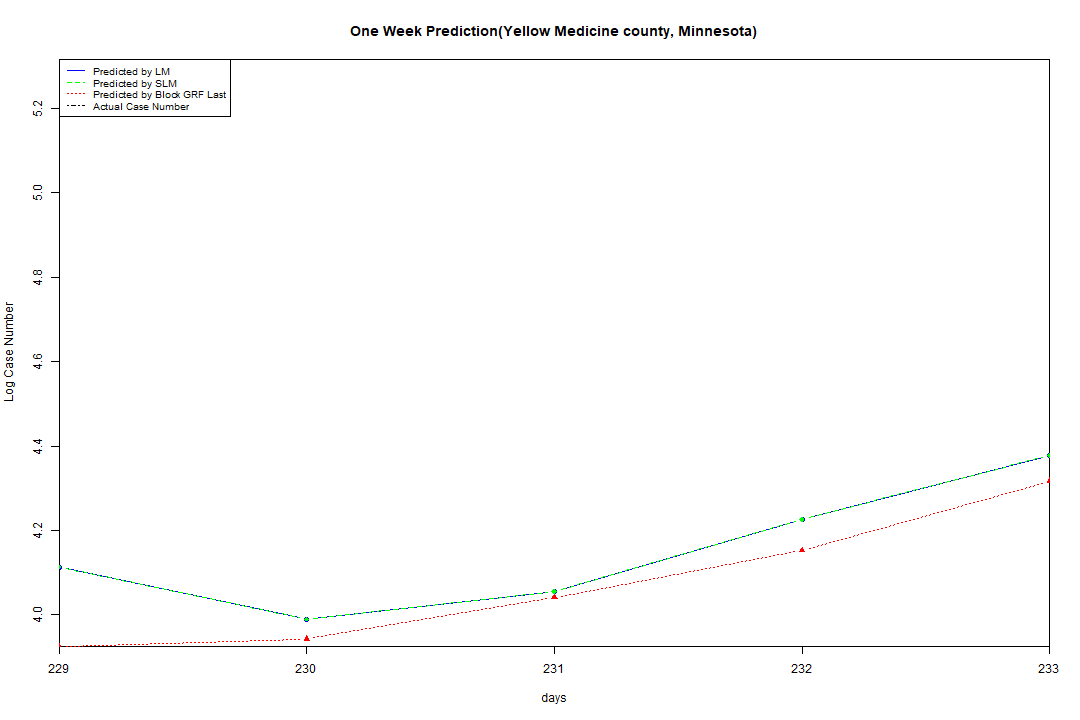 One Week Prediction(Yellow Medicine county, Minnesota)
Predicted by LM
Predicted by SLM
Predicted by Block GRF Last
Actual Case Number
5.2
5.0
4.8
4.6
4.4
4.2
4.0
Log Case Number
229 230 231 232 233
days